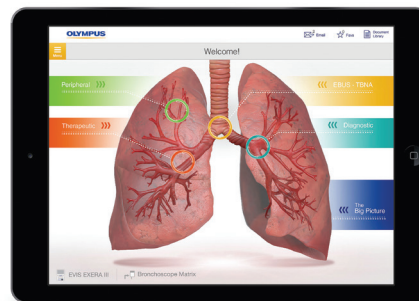 OLYMPUS
Email
Favs
Document
Library
Menu
Welcome!
Peripheral
EBUS - TBNA
Therapeutic
Diagnostic
The
Big Picture
EVIS EXERA III
Bronchoscope Matrix